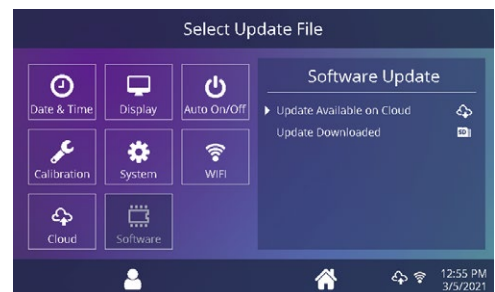 Select Update File
Date & Time
Display
Auto On/Off
Calibration
System
WIFI
Cloud
Software
Software Update
Update Available on Cloud
Update Downloaded
SD
12:55 PM
3/5/2021